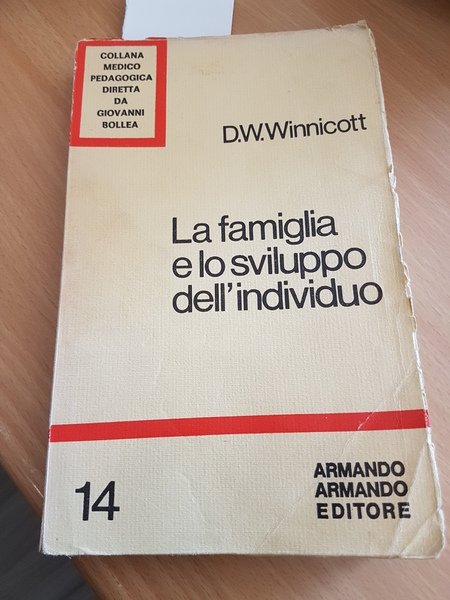 COLLANA
MEDICO
PEDAGOGICA
DIRETTA
DA
GIOVANNI
BOLLEA
D.W.Winnicott
La famiglia
e lo sviluppo
dell'individuo
14
ARMANDO
ARMANDO
EDITORE